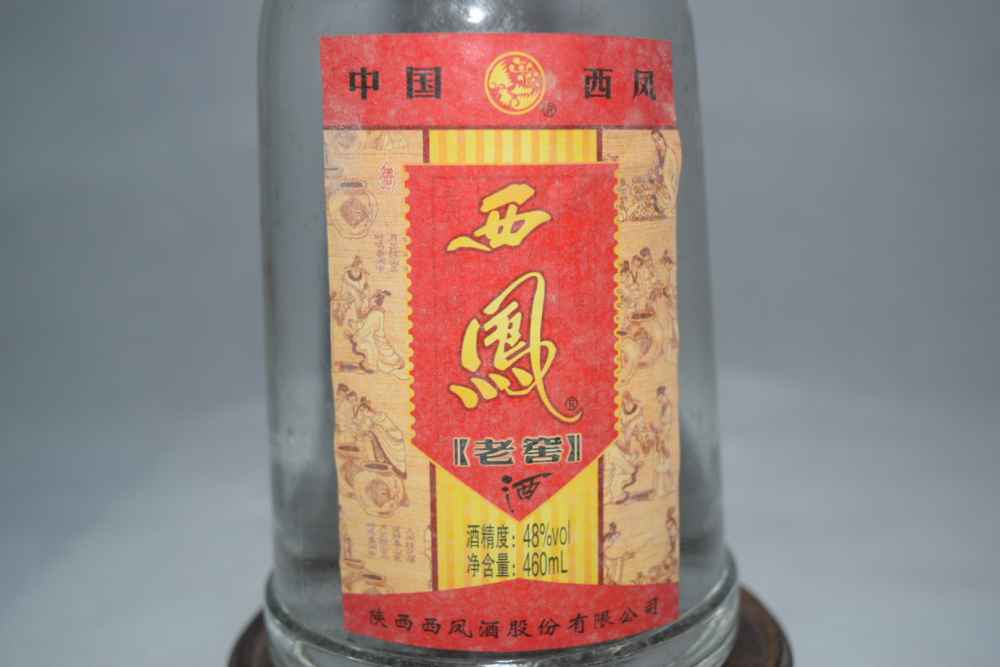 中国 西凤
®
西
鳳
®
【老窖】
酒
酒精度：48%vol
净含量：460mL
陕西西凤酒股份有限公司